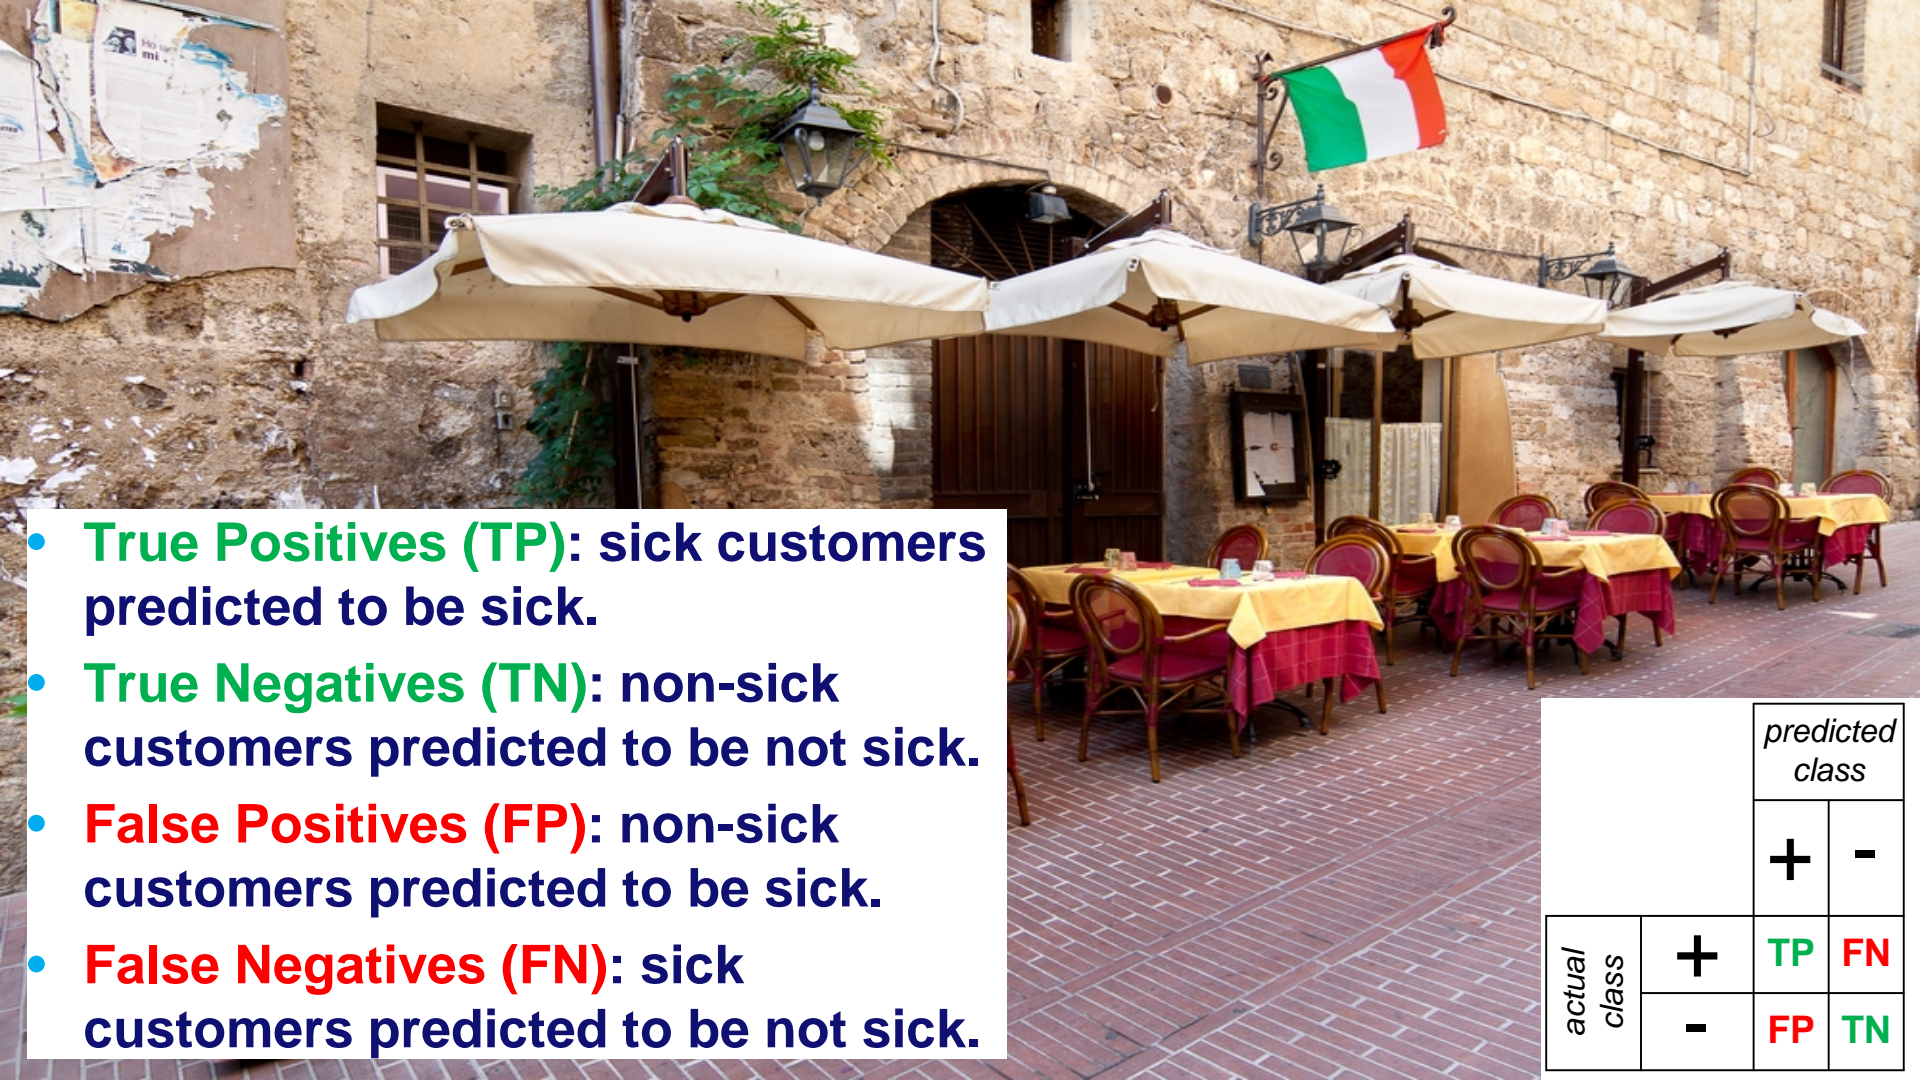 Ho
mi
• True Positives (TP): sick customers
predicted to be sick.
• True Negatives (TN): non-sick
customers predicted to be not sick.
• False Positives (FP): non-sick
customers predicted to be sick.
• False Negatives (FN): sick
customers predicted to be not sick.
predicted
class
+ -
actual
class
+ TP FN
- FP TN